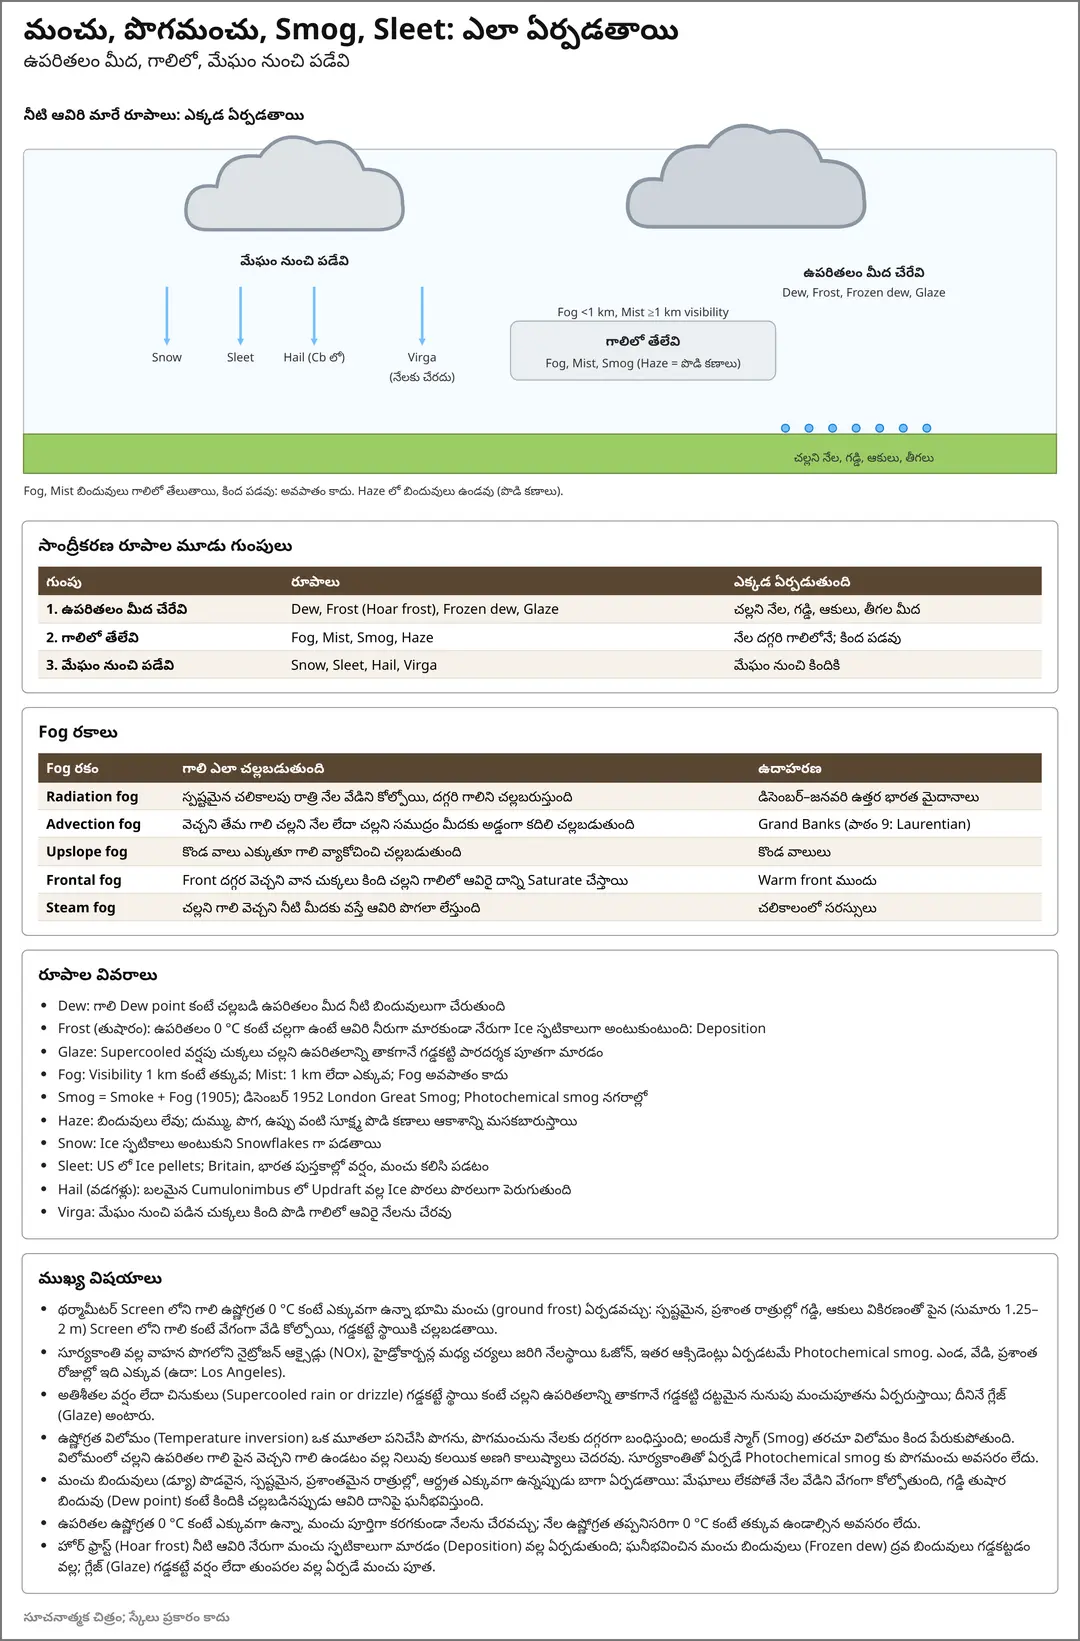 మంచు, పొగమంచు, Smog, Sleet: ఎలా ఏర్పడతాయి
ఉపరితలం మీద, గాలిలో, మేఘం నుంచి పడేవి
నీటి ఆవిరి మారే రూపాలు: ఎక్కడ ఏర్పడతాయి
మేఘం నుంచి పడేవి
Snow
Sleet
Hail (Cb లో)
Virga
(నేలకు చేరదు)
Fog <1 km, Mist ≥1 km visibility
గాలిలో తేలేవి
Fog, Mist, Smog (Haze = పొడి కణాలు)
ఉపరితలం మీద చేరేవి
Dew, Frost, Frozen dew, Glaze
చల్లని నేల, గడ్డి, ఆకులు, తీగలు
Fog, Mist బిందువులు గాలిలో తేలుతాయి, కింద పడవు: అవపాతం కాదు. Haze లో బిందువులు ఉండవు (పొడి కణాలు).
సాంద్రీకరణ రూపాల మూడు గుంపులు
గుంపు రూపాలు ఎక్కడ ఏర్పడుతుంది
1. ఉపరితలం మీద చేరేవి Dew, Frost (Hoar frost), Frozen dew, Glaze చల్లని నేల, గడ్డి, ఆకులు, తీగల మీద
2. గాలిలో తేలేవి Fog, Mist, Smog, Haze నేల దగ్గరి గాలిలోనే; కింద పడవు
3. మేఘం నుంచి పడేవి Snow, Sleet, Hail, Virga మేఘం నుంచి కిందికి
Fog రకాలు
Fog రకం గాలి ఎలా చల్లబడుతుంది ఉదాహరణ
Radiation fog స్పష్టమైన చలికాలపు రాత్రి నేల వేడిని కోల్పోయి, దగ్గరి గాలిని చల్లబరుస్తుంది డిసెంబర్–జనవరి ఉత్తర భారత మైదానాలు
Advection fog వెచ్చని తేమ గాలి చల్లని నేల లేదా చల్లని సముద్రం మీదకు అడ్డంగా కదిలి చల్లబడుతుంది Grand Banks (పాఠం 9: Laurentian)
Upslope fog కొండ వాలు ఎక్కుతూ గాలి వ్యాకోచించి చల్లబడుతుంది కొండ వాలులు
Frontal fog Front దగ్గర వెచ్చని వాన చుక్కలు కింది చల్లని గాలిలో ఆవిరై దాన్ని Saturate చేస్తాయి Warm front ముందు
Steam fog చల్లని గాలి వెచ్చని నీటి మీదకు వస్తే ఆవిరి పొగలా లేస్తుంది చలికాలంలో సరస్సులు
రూపాల వివరాలు
• Dew: గాలి Dew point కంటే చల్లబడి ఉపరితలం మీద నీటి బిందువులుగా చేరుతుంది
• Frost (తుషారం): ఉపరితలం 0 °C కంటే చల్లగా ఉంటే ఆవిరి నీరుగా మారకుండా నేరుగా Ice స్ఫటికాలుగా అంటుకుంటుంది: Deposition
• Glaze: Supercooled వర్షపు చుక్కలు చల్లని ఉపరితలాన్ని తాకగానే గడ్డకట్టి పారదర్శక పూతగా మారడం
• Fog: Visibility 1 km కంటే తక్కువ; Mist: 1 km లేదా ఎక్కువ; Fog అవపాతం కాదు
• Smog = Smoke + Fog (1905); డిసెంబర్ 1952 London Great Smog; Photochemical smog నగరాల్లో
• Haze: బిందువులు లేవు; దుమ్ము, పొగ, ఉప్పు వంటి సూక్ష్మ పొడి కణాలు ఆకాశాన్ని మసకబారుస్తాయి
• Snow: Ice స్ఫటికాలు అంటుకుని Snowflakes గా పడతాయి
• Sleet: US లో Ice pellets; Britain, భారత పుస్తకాల్లో వర్షం, మంచు కలిసి పడటం
• Hail (వడగళ్లు): బలమైన Cumulonimbus లో Updraft వల్ల Ice పొరలు పొరలుగా పెరుగుతుంది
• Virga: మేఘం నుంచి పడిన చుక్కలు కింది పొడి గాలిలో ఆవిరై నేలను చేరవు
ముఖ్య విషయాలు
• థర్మామీటర్ Screen లోని గాలి ఉష్ణోగ్రత 0 °C కంటే ఎక్కువగా ఉన్నా భూమి మంచు (ground frost) ఏర్పడవచ్చు: స్పష్టమైన, ప్రశాంత రాత్రుల్లో గడ్డి, ఆకులు వికిరణంతో పైన (సుమారు 1.25–
2 m) Screen లోని గాలి కంటే వేగంగా వేడి కోల్పోయి, గడ్డకట్టే స్థాయికి చల్లబడతాయి.
• సూర్యకాంతి వల్ల వాహన పొగలోని నైట్రోజన్ ఆక్సైడ్లు (NOx), హైడ్రోకార్బన్ల మధ్య చర్యలు జరిగి నేలస్థాయి ఓజోన్, ఇతర ఆక్సిడెంట్లు ఏర్పడటమే Photochemical smog. ఎండ, వేడి, ప్రశాంత
రోజుల్లో ఇది ఎక్కువ (ఉదా: Los Angeles).
• అతిశీతల వర్షం లేదా చినుకులు (Supercooled rain or drizzle) గడ్డకట్టే స్థాయి కంటే చల్లని ఉపరితలాన్ని తాకగానే గడ్డకట్టి దట్టమైన నునుపు మంచుపూతను ఏర్పరుస్తాయి; దీనినే గ్లేజ్
(Glaze) అంటారు.
• ఉష్ణోగ్రత విలోమం (Temperature inversion) ఒక మూతలా పనిచేసి పొగను, పొగమంచును నేలకు దగ్గరగా బంధిస్తుంది; అందుకే స్మాగ్ (Smog) తరచూ విలోమం కింద పేరుకుపోతుంది.
విలోమంలో చల్లని ఉపరితల గాలి పైన వెచ్చని గాలి ఉండటం వల్ల నిలువు కలయిక అణగి కాలుష్యాలు చెదరవు. సూర్యకాంతితో ఏర్పడే Photochemical smog కు పొగమంచు అవసరం లేదు.
• మంచు బిందువులు (డ్యూ) పొడవైన, స్పష్టమైన, ప్రశాంతమైన రాత్రుల్లో, ఆర్ద్రత ఎక్కువగా ఉన్నప్పుడు బాగా ఏర్పడతాయి: మేఘాలు లేకపోతే నేల వేడిని వేగంగా కోల్పోతుంది, గడ్డి తుషార
బిందువు (Dew point) కంటే కిందికి చల్లబడినప్పుడు ఆవిరి దానిపై ఘనీభవిస్తుంది.
• ఉపరితల ఉష్ణోగ్రత 0 °C కంటే ఎక్కువగా ఉన్నా, మంచు పూర్తిగా కరగకుండా నేలను చేరవచ్చు; నేల ఉష్ణోగ్రత తప్పనిసరిగా 0 °C కంటే తక్కువ ఉండాల్సిన అవసరం లేదు.
• హోర్ ఫ్రాస్ట్ (Hoar frost) నీటి ఆవిరి నేరుగా మంచు స్ఫటికాలుగా మారడం (Deposition) వల్ల ఏర్పడుతుంది; ఘనీభవించిన మంచు బిందువులు (Frozen dew) ద్రవ బిందువులు గడ్డకట్టడం
వల్ల; గ్లేజ్ (Glaze) గడ్డకట్టే వర్షం లేదా తుంపరల వల్ల ఏర్పడే మంచు పూత.
సూచనాత్మక చిత్రం; స్కేలు ప్రకారం కాదు